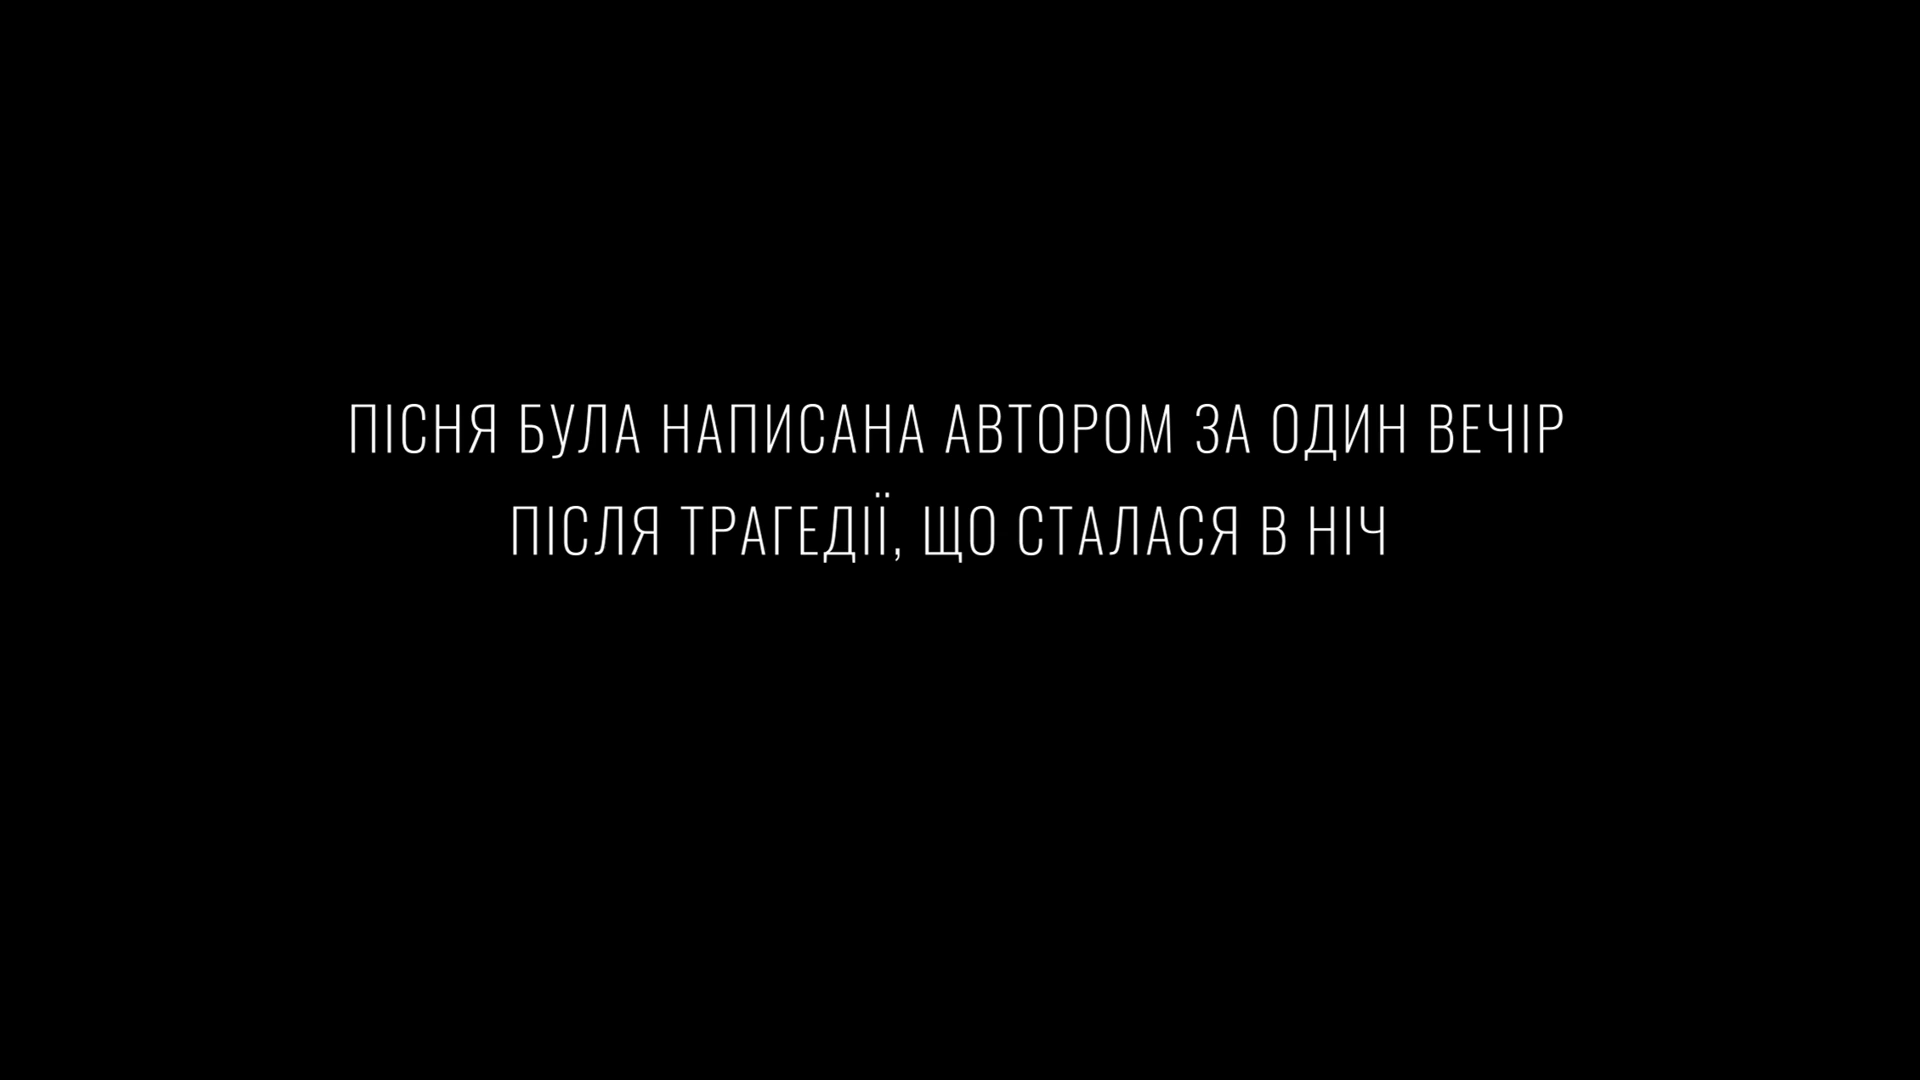 ПІСНЯ БУЛА НАПИСАНА АВТОРОМ ЗА ОДИН ВЕЧІР
ПІСЛЯ ТРАГЕДІЇ, ЩО СТАЛАСЯ В НІЧ